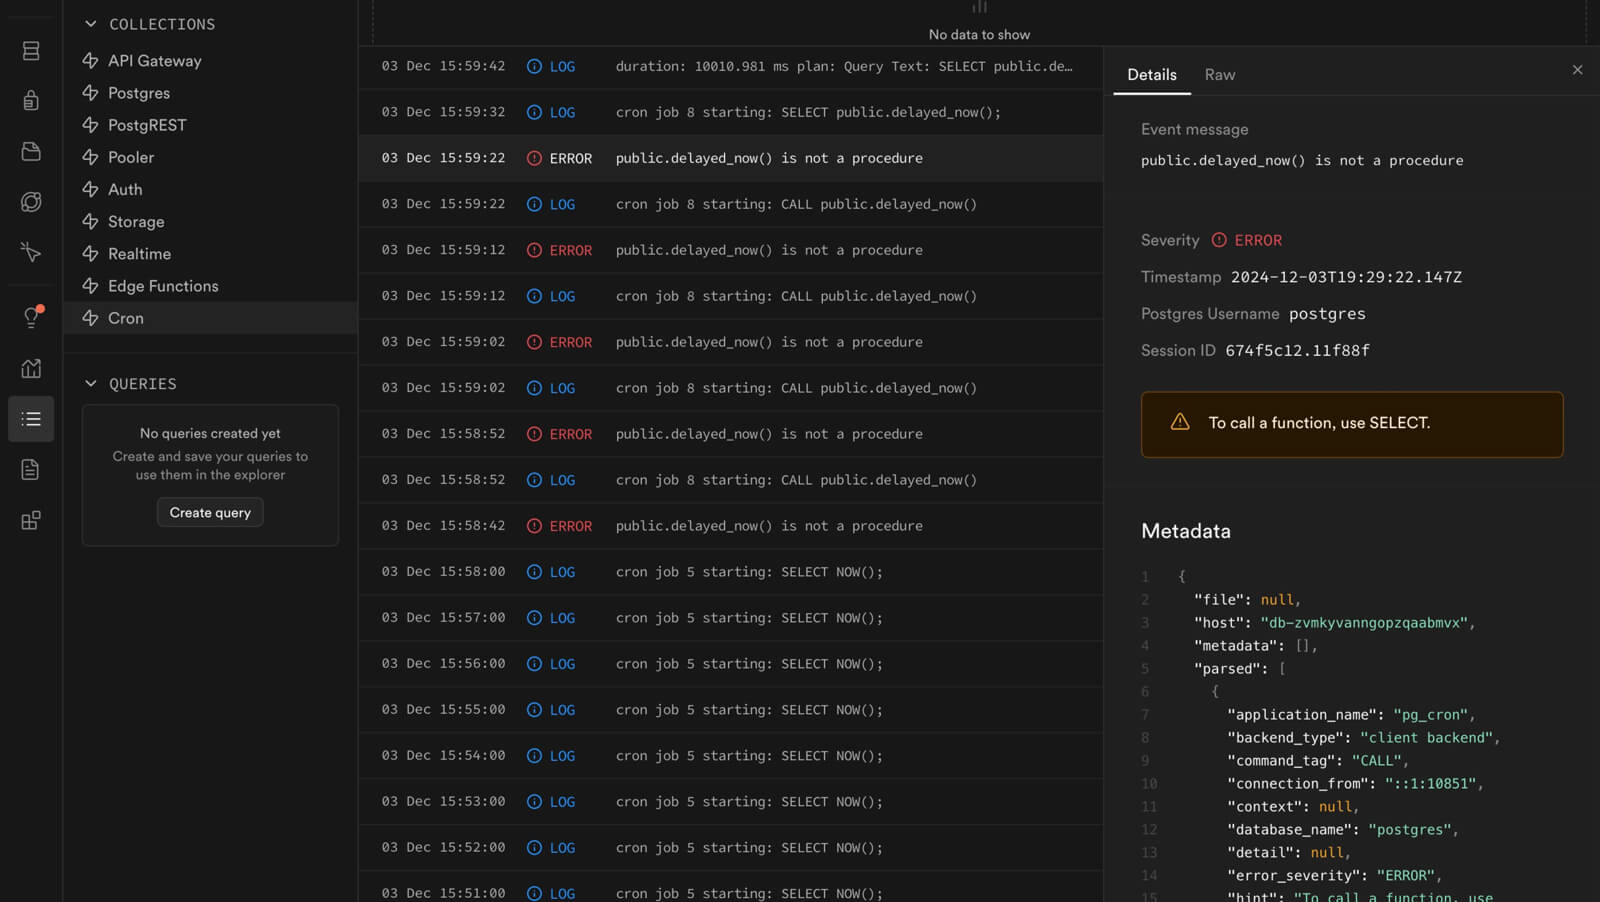 COLLECTIONS
API Gateway
Postgres
PostgREST
Pooler
Auth
Storage
Realtime
Edge Functions
Cron
QUERIES
No queries created yet
Create and save your queries to
use them in the explorer
Create query
No data to show
03 Dec 15:59:42 LOG duration: 10010.981 ms plan: Query Text: SELECT public.de…
03 Dec 15:59:32 LOG cron job 8 starting: SELECT public.delayed_now();
03 Dec 15:59:22 ERROR public.delayed_now() is not a procedure
03 Dec 15:59:22 LOG cron job 8 starting: CALL public.delayed_now()
03 Dec 15:59:12 ERROR public.delayed_now() is not a procedure
03 Dec 15:59:12 LOG cron job 8 starting: CALL public.delayed_now()
03 Dec 15:59:02 ERROR public.delayed_now() is not a procedure
03 Dec 15:59:02 LOG cron job 8 starting: CALL public.delayed_now()
03 Dec 15:58:52 ERROR public.delayed_now() is not a procedure
03 Dec 15:58:52 LOG cron job 8 starting: CALL public.delayed_now()
03 Dec 15:58:42 ERROR public.delayed_now() is not a procedure
03 Dec 15:58:00 LOG cron job 5 starting: SELECT NOW();
03 Dec 15:57:00 LOG cron job 5 starting: SELECT NOW();
03 Dec 15:56:00 LOG cron job 5 starting: SELECT NOW();
03 Dec 15:55:00 LOG cron job 5 starting: SELECT NOW();
03 Dec 15:54:00 LOG cron job 5 starting: SELECT NOW();
03 Dec 15:53:00 LOG cron job 5 starting: SELECT NOW();
03 Dec 15:52:00 LOG cron job 5 starting: SELECT NOW();
03 Dec 15:51:00 LOG cron job 5 starting: SELECT NOW();
Details Raw
Event message
public.delayed_now() is not a procedure
Severity ERROR
Timestamp 2024-12-03T19:29:22.147Z
Postgres Username postgres
Session ID 674f5c12.11f88f
To call a function, use SELECT.
Metadata
1 {
2 "file": null,
3 "host": "db-zvmkyvanngopzqaabmvx",
4 "metadata": [],
5 "parsed": [
6 {
7 "application_name": "pg_cron",
8 "backend_type": "client backend",
9 "command_tag": "CALL",
10 "connection_from": "::1:10851",
11 "context": null,
12 "database_name": "postgres",
13 "detail": null,
14 "error_severity": "ERROR",
15 "hint": "To call a function, use